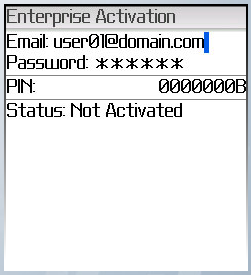 Enterprise Activation
Email: user01@domain.com
Password: ******
PIN: 0000000B
Status: Not Activated